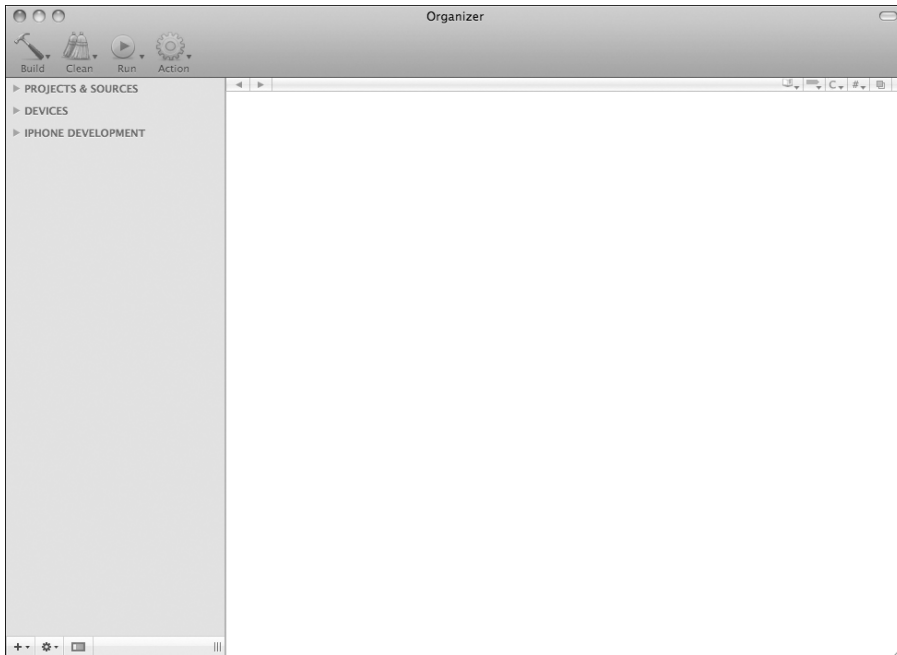 Organizer
Build Clean Run Action
PROJECTS & SOURCES
DEVICES
IPHONE DEVELOPMENT
C #